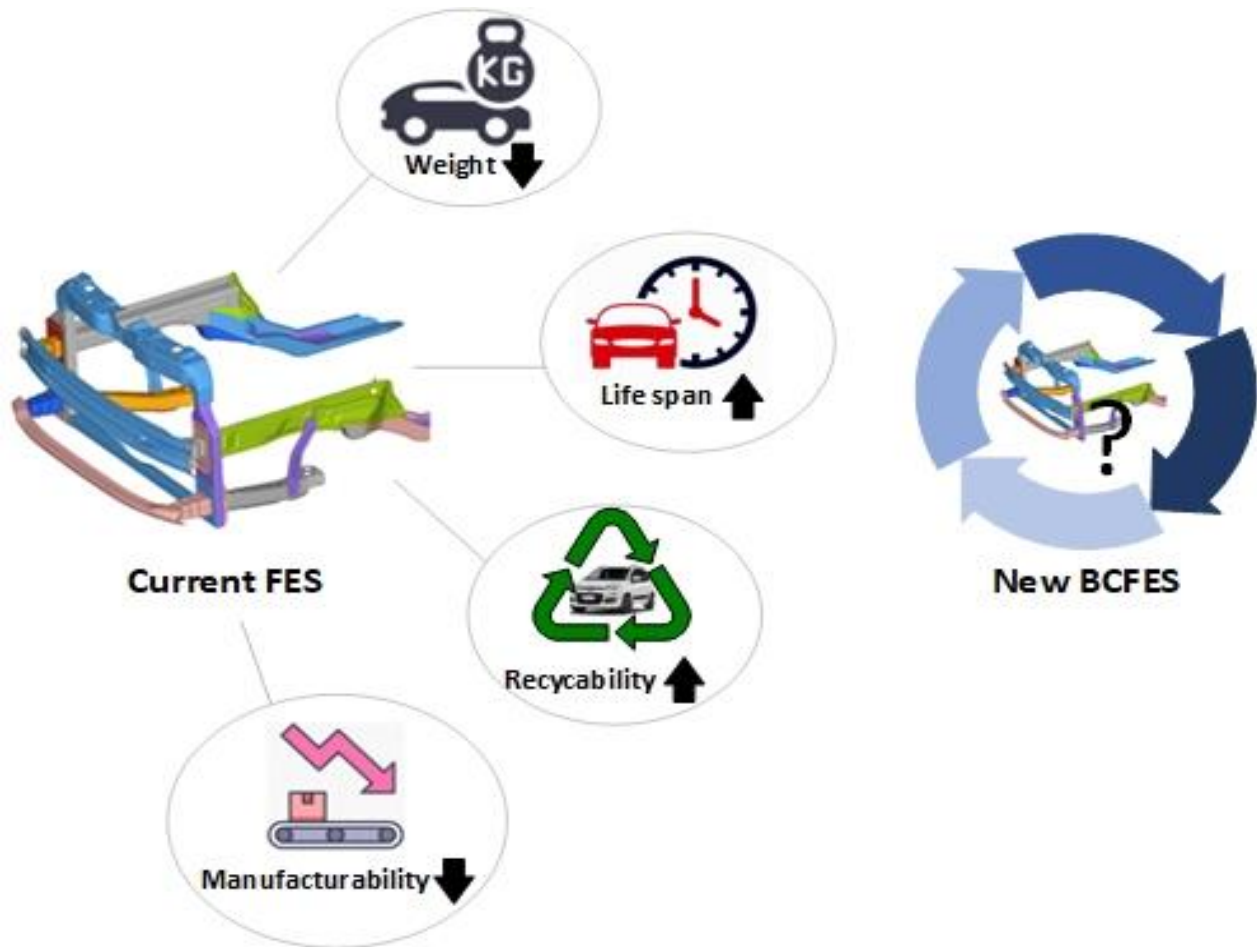 KG
Weight
Life span
Current FES
?
New BCFES
Recycability
Manufacturability